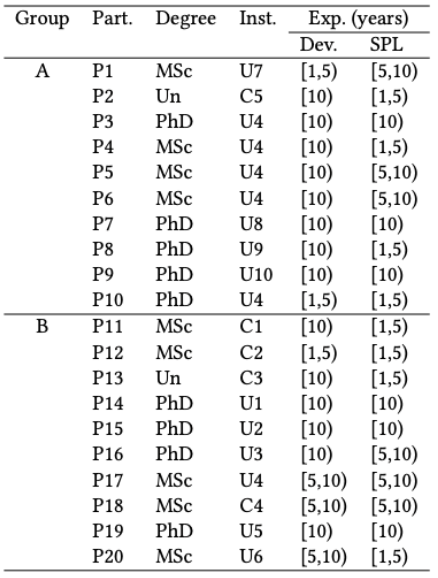 Group Part. Degree Inst. Exp. (years)
Dev. SPL
A P1 MSc U7 [1,5) [5,10)
P2 Un C5 [10) [1,5)
P3 PhD U4 [10) [10)
P4 MSc U4 [10) [1,5)
P5 MSc U4 [10) [5,10)
P6 MSc U4 [10) [5,10)
P7 PhD U8 [10) [10)
P8 PhD U9 [10) [1,5)
P9 PhD U10 [10) [10)
P10 PhD U4 [1,5) [1,5)
B P11 MSc C1 [10) [1,5)
P12 MSc C2 [1,5) [1,5)
P13 Un C3 [10) [1,5)
P14 PhD U1 [10) [10)
P15 PhD U2 [10) [10)
P16 PhD U3 [10) [5,10)
P17 MSc U4 [5,10) [5,10)
P18 MSc C4 [5,10) [5,10)
P19 PhD U5 [10) [10)
P20 MSc U6 [5,10) [1,5)